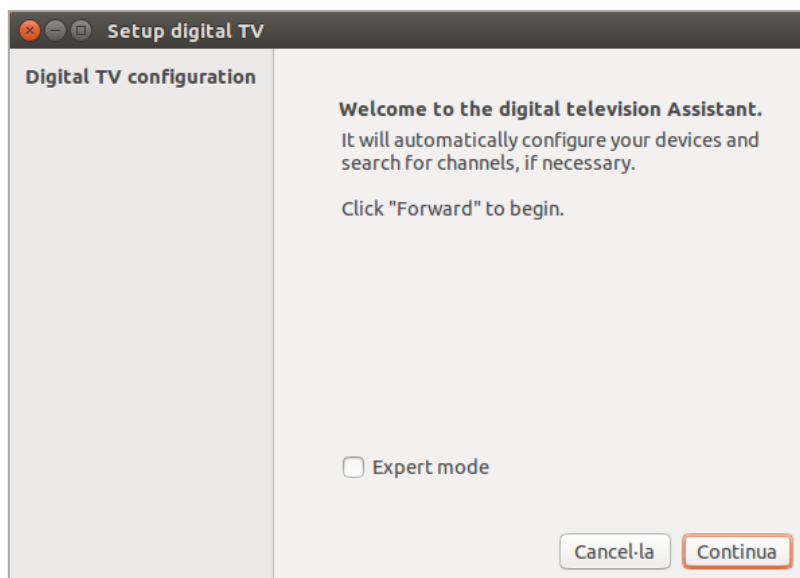 Setup digital TV
Digital TV configuration
Welcome to the digital television Assistant.
It will automatically configure your devices and
search for channels, if necessary.
Click "Forward" to begin.
Expert mode
Cancel·la
Continua